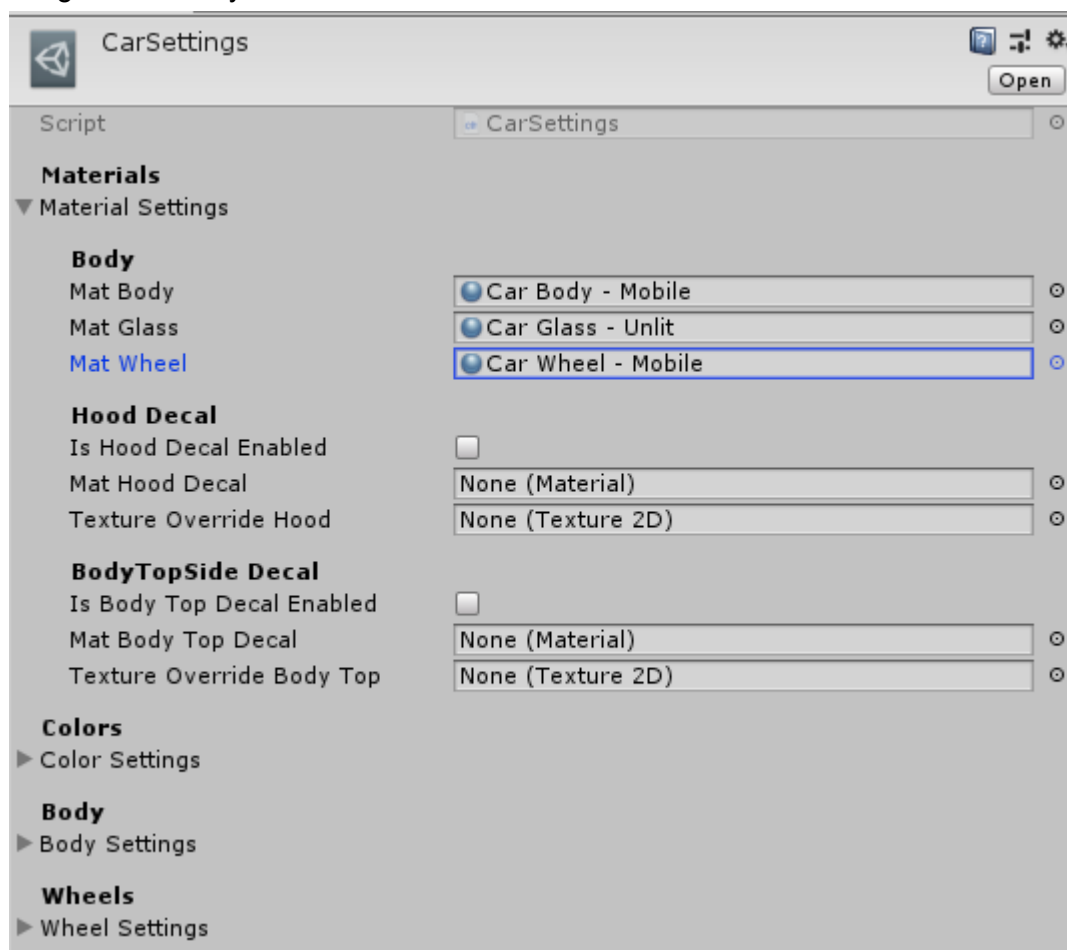 CarSettings
Open
Script CarSettings
Materials
Material Settings
Body
Mat Body Car Body - Mobile
Mat Glass Car Glass - Unlit
Mat Wheel Car Wheel - Mobile
Hood Decal
Is Hood Decal Enabled
Mat Hood Decal None (Material)
Texture Override Hood None (Texture 2D)
BodyTopSide Decal
Is Body Top Decal Enabled
Mat Body Top Decal None (Material)
Texture Override Body Top None (Texture 2D)
Colors
Color Settings
Body
Body Settings
Wheels
Wheel Settings